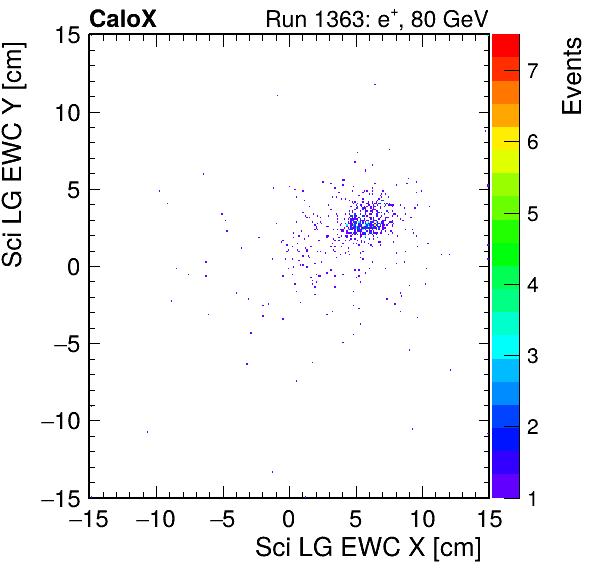 CaloX Run 1363: e+, 80 GeV
Sci LG EWC Y [cm]
15
10
5
0
−5
−10
−15
−15 −10 −5 0 5 10 15
Sci LG EWC X [cm]
Events
7
6
5
4
3
2
1